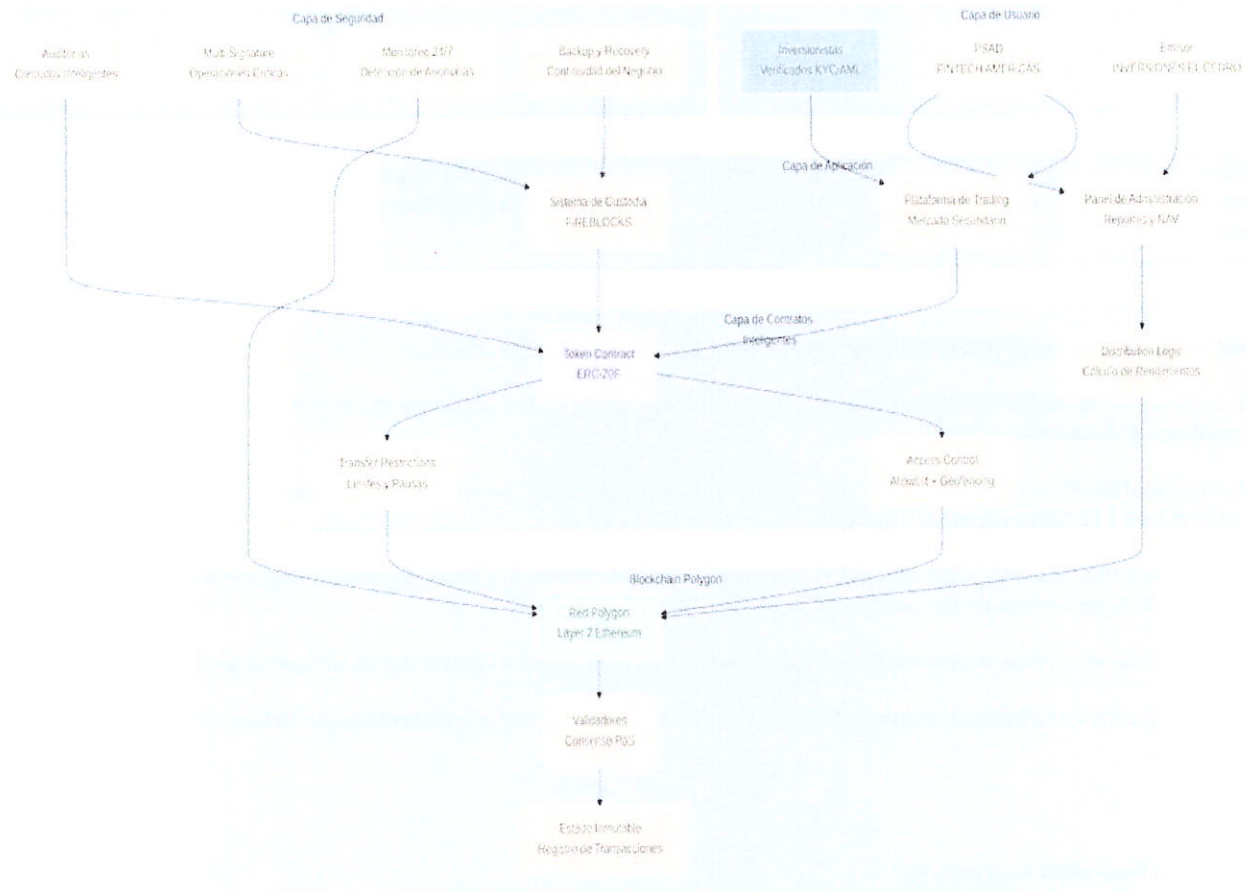 Capa de Seguridad
Capa de Usuario
Auditorías
Contratos Inteligentes
Multi-Signature
Operaciones Críticas
Monitoreo 24/7
Detección de Anomalías
Backup y Recovery
Continuidad del Negocio
Inversionistas
Verificados KYC/AML
PSAD
FINTECH AMERICAS
Emisor
INVERSIONES EL CEDRO
Capa de Aplicación
Sistema de Custodia
FIREBLOCKS
Plataforma de Trading
Mercado Secundario
Panel de Administración
Reportes y NAV
Capa de Contratos
Inteligentes
Token Contract
ERC-20F
Distribution Logic
Cálculo de Rendimientos
Transfer Restrictions
Límites y Pausas
Access Control
Allowlist + Geofencing
Blockchain Polygon
Red Polygon
Layer 2 Ethereum
Validadores
Consenso PoS
Estado Inmutable
Registro de Transacciones